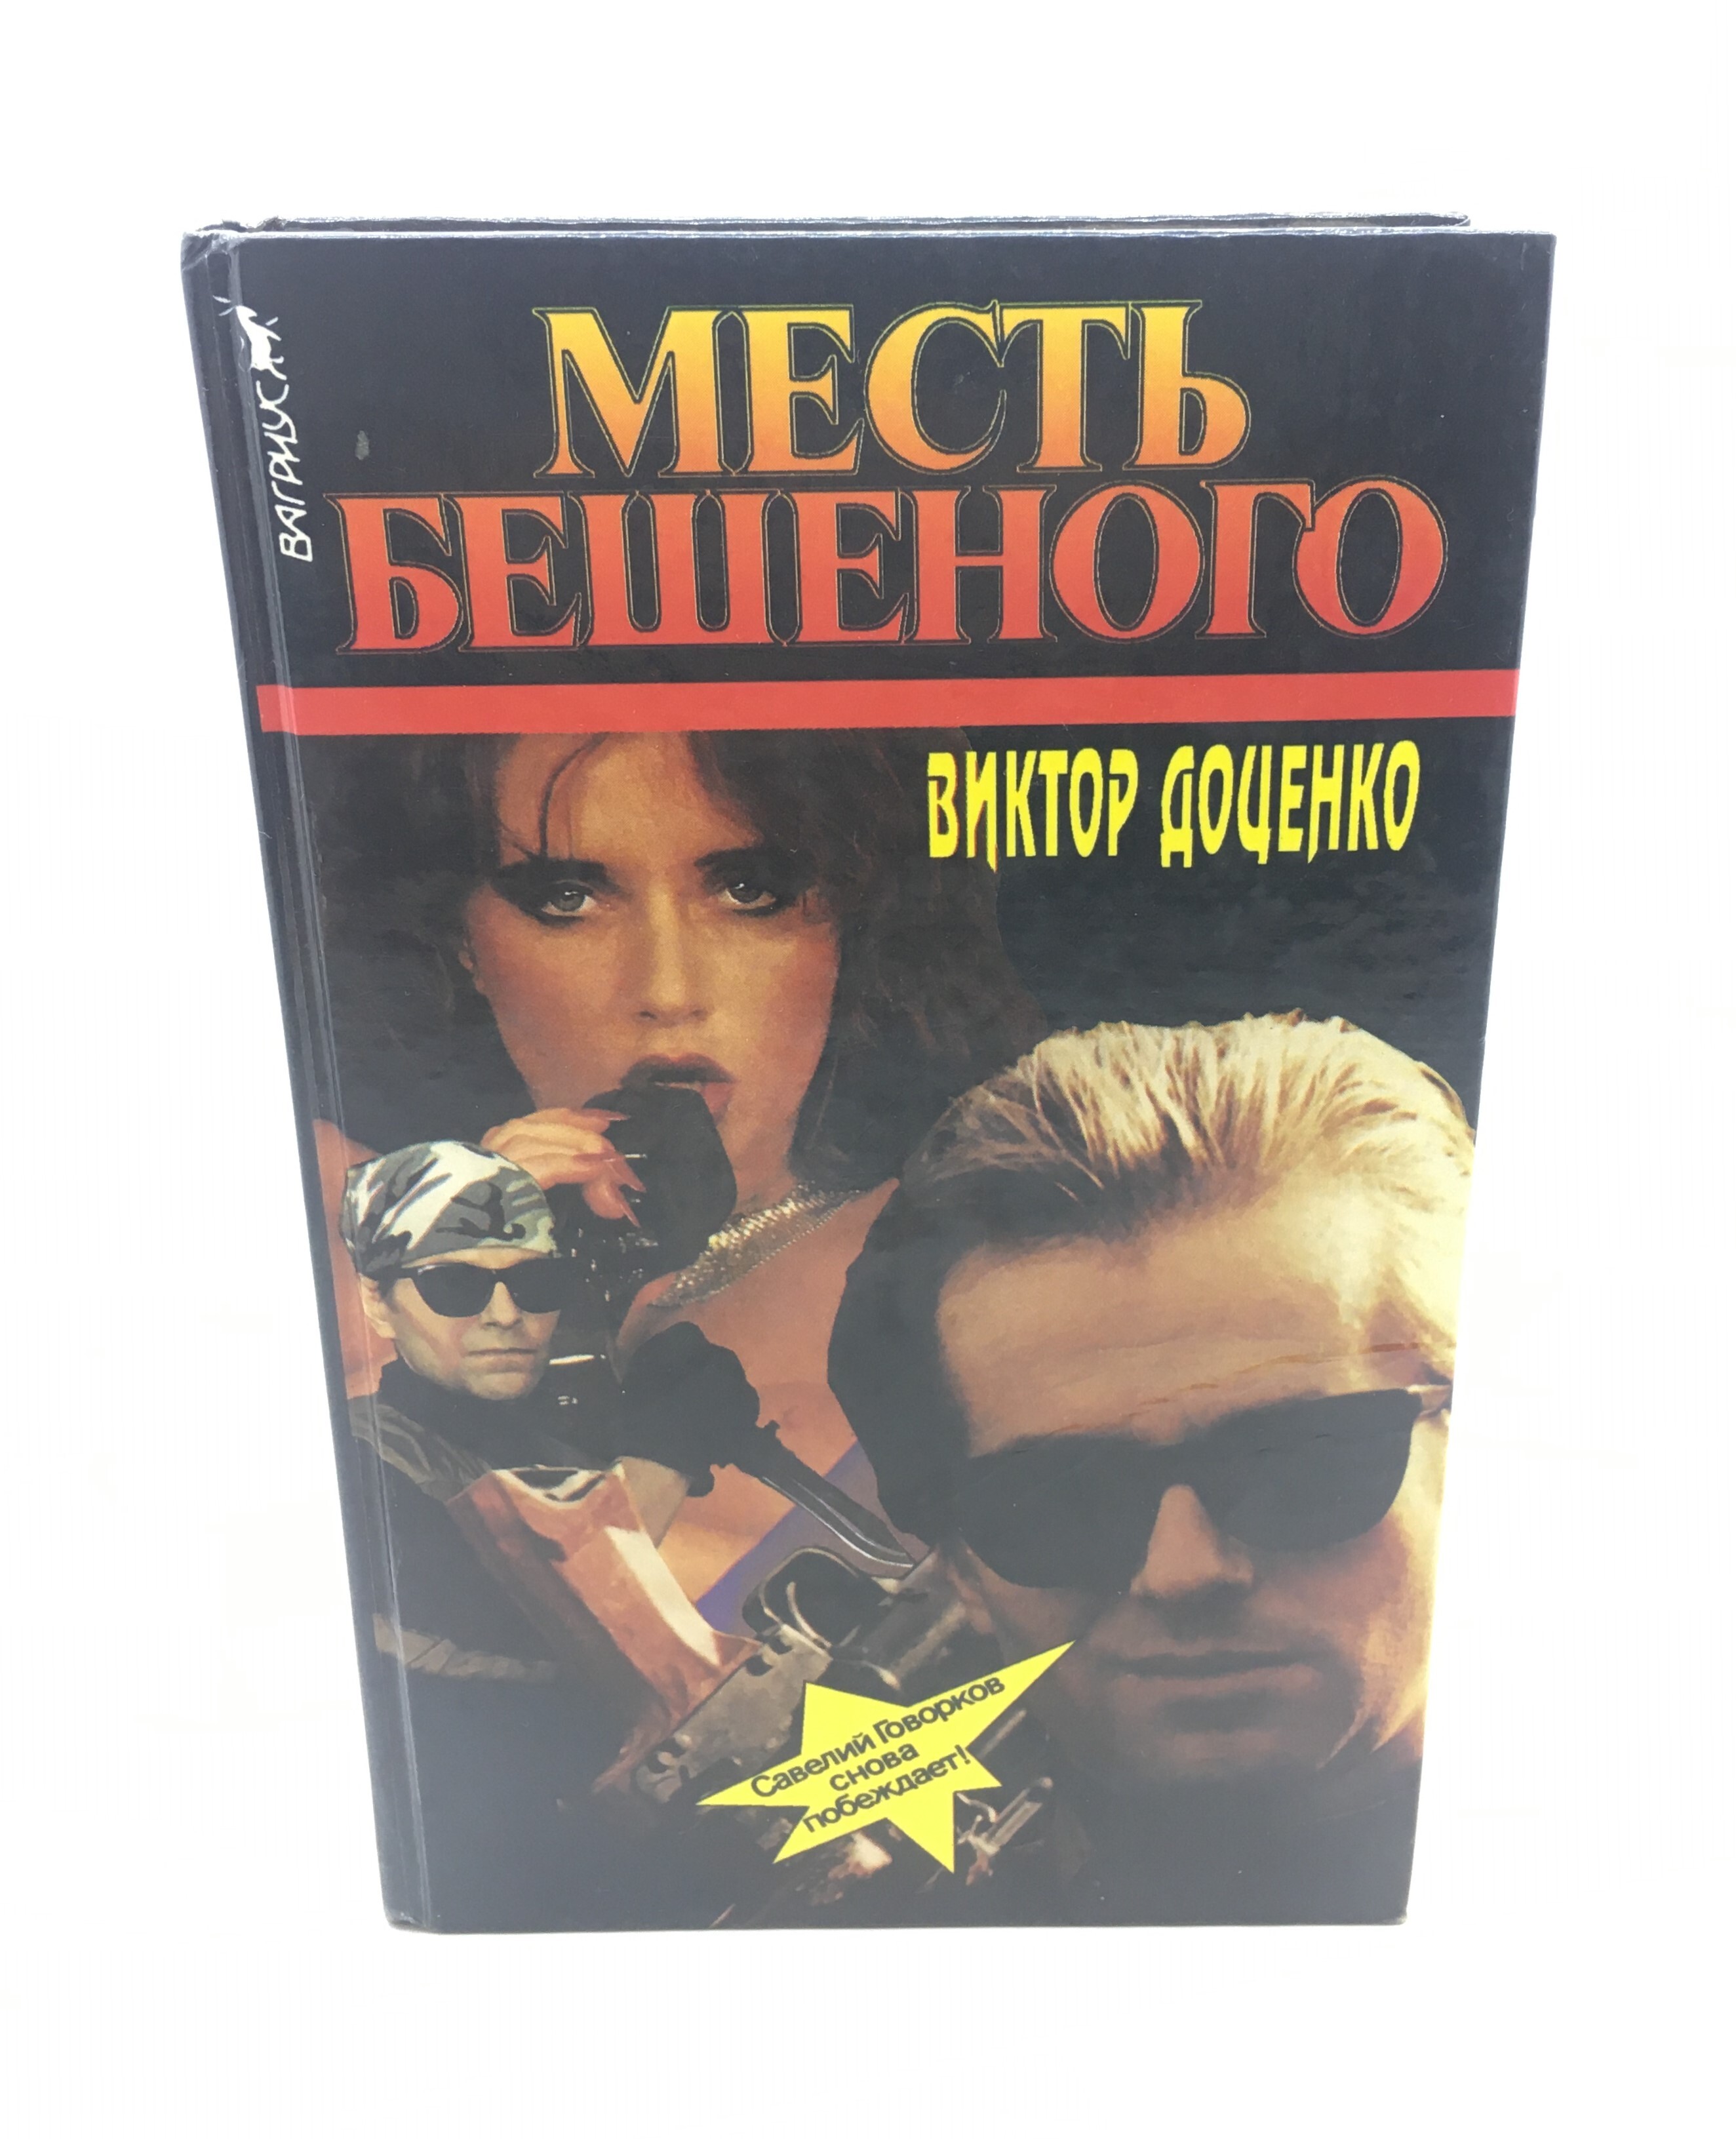 ВАГРИУС
МЕСТЬ
БЕШЕНОГО
ВИКТОР ДОЦЕНКО
Савелий Говорков
снова
побеждает!